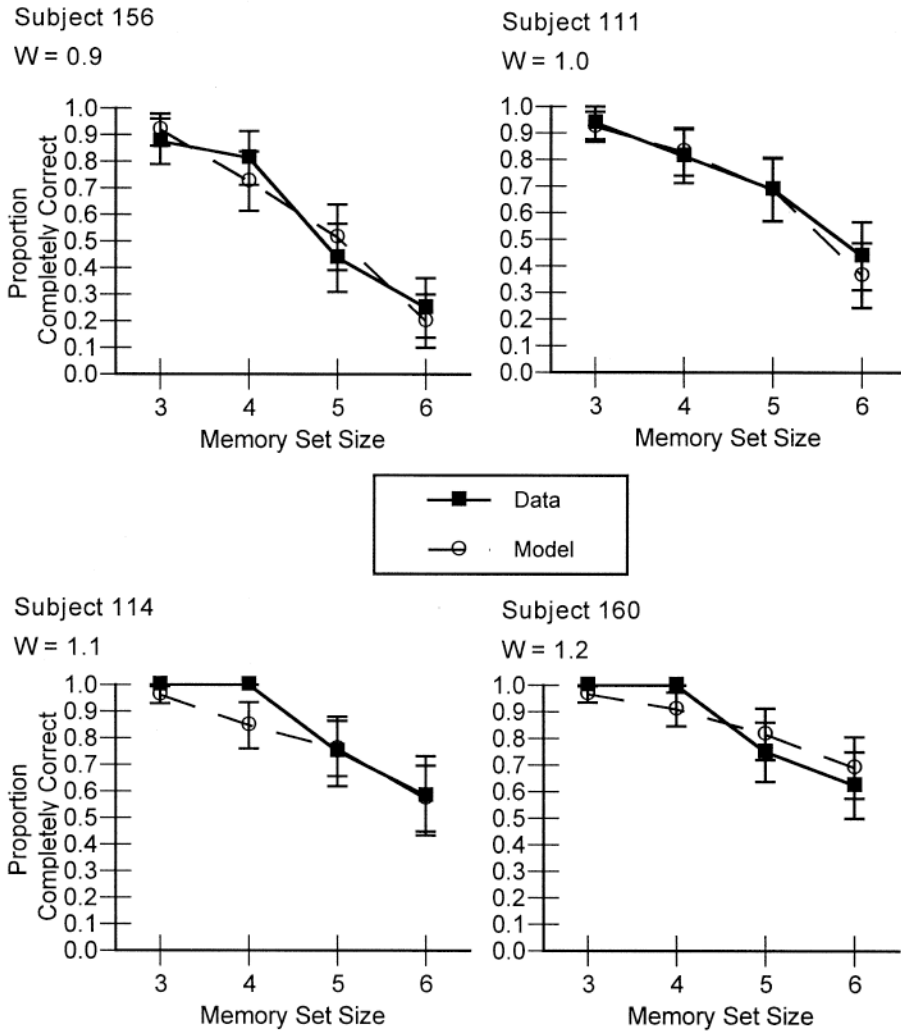 Subject 156
W = 0.9
Proportion
Completely Correct
1.0
0.9
0.8
0.7
0.6
0.5
0.4
0.3
0.2
0.1
0.0
3 4 5 6
Memory Set Size
Subject 111
W = 1.0
1.0
0.9
0.8
0.7
0.6
0.5
0.4
0.3
0.2
0.1
0.0
3 4 5 6
Memory Set Size
Data
Model
Subject 114
W = 1.1
Proportion
Completely Correct
1.0
0.9
0.8
0.7
0.6
0.5
0.4
0.3
0.2
0.1
0.0
3 4 5 6
Memory Set Size
Subject 160
W = 1.2
1.0
0.9
0.8
0.7
0.6
0.5
0.4
0.3
0.2
0.1
0.0
3 4 5 6
Memory Set Size